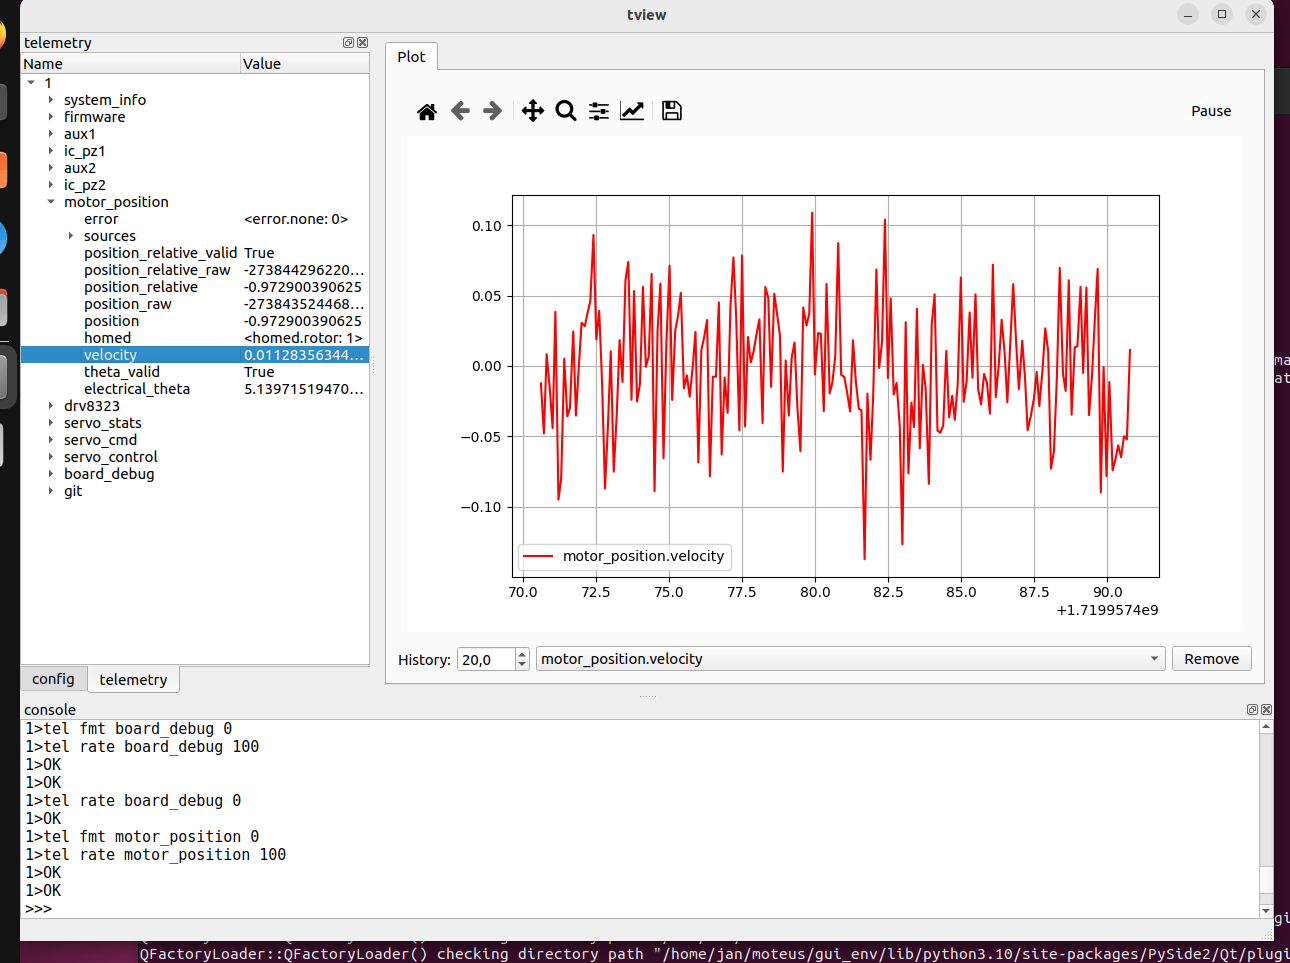 tview
telemetry
Name Value
1
system_info
firmware
aux1
ic_pz1
aux2
ic_pz2
motor_position
error <error.none: 0>
sources
position_relative_valid True
position_relative_raw -273844296220...
position_relative -0.972900390625
position_raw -273843524468...
position -0.972900390625
homed <homed.rotor: 1>
velocity 0.01128356344...
theta_valid True
electrical_theta 5.13971519470...
drv8323
servo_stats
servo_cmd
servo_control
board_debug
git
config telemetry
Plot
Pause
0.10
0.05
0.00
−0.05
−0.10
motor_position.velocity
70.0 72.5 75.0 77.5 80.0 82.5 85.0 87.5 90.0
+1.7199574e9
History: 20,0 motor_position.velocity Remove
console
1>tel fmt board_debug 0
1>tel rate board_debug 100
1>OK
1>OK
1>tel rate board_debug 0
1>OK
1>tel fmt motor_position 0
1>tel rate motor_position 100
1>OK
1>OK
>>>
ma
at
gi
QFactoryLoader::QFactoryLoader() checking directory path "/home/jan/moteus/gui_env/lib/python3.10/site-packages/PySide2/Qt/plugi